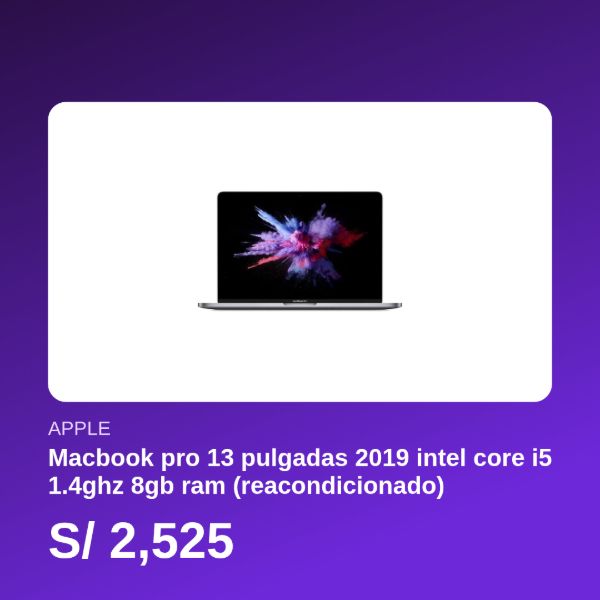 APPLE
Macbook pro 13 pulgadas 2019 intel core i5
1.4ghz 8gb ram (reacondicionado)
S/ 2,525